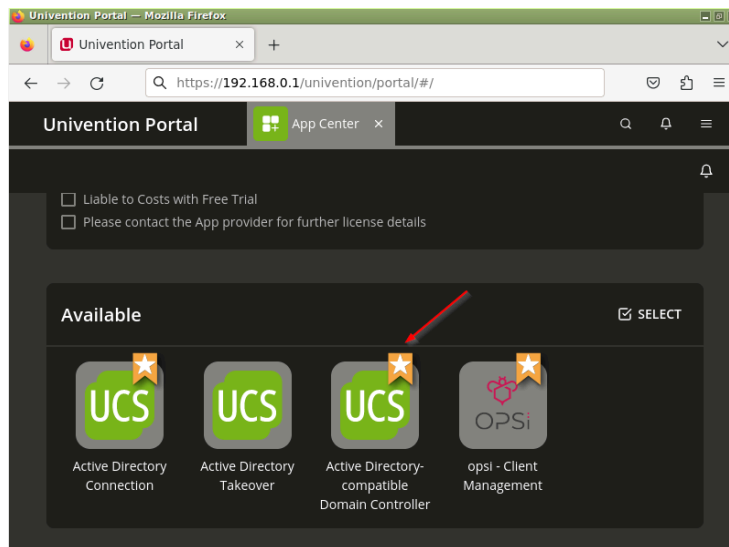 Univention Portal — Mozilla Firefox
Univention Portal
https://192.168.0.1/univention/portal/#/
Univention Portal
App Center
Liable to Costs with Free Trial
Please contact the App provider for further license details
Available
SELECT
UCS UCS UCS OPSi
Active Directory Connection
Active Directory Takeover
Active Directory-compatible Domain Controller
opsi - Client Management